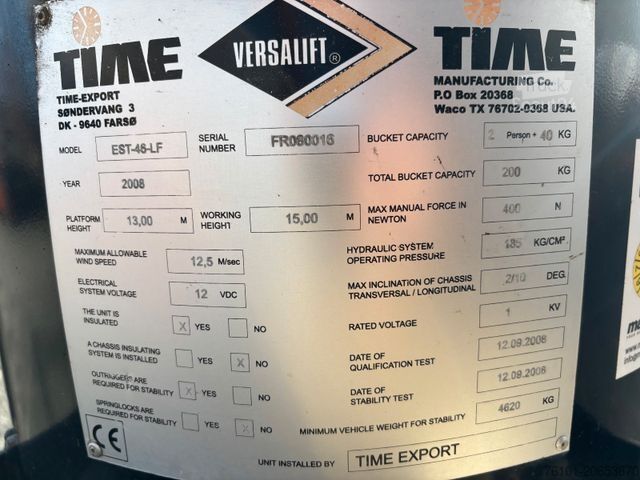 TIME
VERSALIFT ®
TIME
TIME-EXPORT
SØNDERVANG 3
DK - 9640 FARSØ
MANUFACTURING Co.
P.O Box 20368
Waco TX 76702-0368 USA.
MODEL EST-46-LF
SERIAL NUMBER FR080016
BUCKET CAPACITY 2 Person + 40 KG
YEAR 2008
TOTAL BUCKET CAPACITY 200 KG
PLATFORM HEIGHT 13,00 M
WORKING HEIGHT 15,00 M
MAX MANUAL FORCE IN NEWTON 400 N
MAXIMUM ALLOWABLE WIND SPEED 12,5 M/sec
HYDRAULIC SYSTEM OPERATING PRESSURE 185 KG/CM²
ELECTRICAL SYSTEM VOLTAGE 12 VDC
MAX INCLINATION OF CHASSIS TRANSVERSAL / LONGITUDINAL 2/10 DEG.
THE UNIT IS INSULATED X YES NO
RATED VOLTAGE 1 KV
A CHASSIS INSULATING SYSTEM IS INSTALLED YES X NO
DATE OF QUALIFICATION TEST 12.09.2008
OUTRIGGERS ARE REQUIRED FOR STABILITY X YES NO
DATE OF STABILITY TEST 12.09.2008
SPRINGLOCKS ARE REQUIRED FOR STABILITY YES X NO
MINIMUM VEHICLE WEIGHT FOR STABILITY 4620 KG
CE
UNIT INSTALLED BY TIME EXPORT